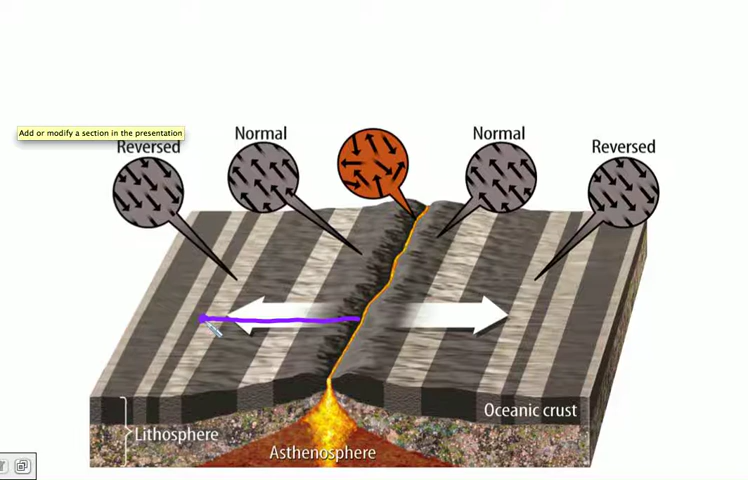 Add or modify a section in the presentation
Normal
Normal
Reversed
Reversed
Oceanic crust
Lithosphere
Asthenosphere